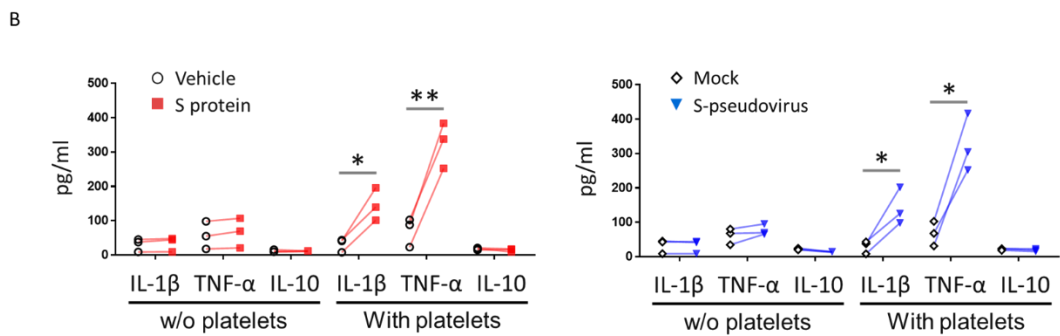 B
Vehicle
S protein
500
400
300
200
100
0
pg/ml
*
**
IL-1β TNF-α IL-10 IL-1β TNF-α IL-10
w/o platelets With platelets
Mock
S-pseudovirus
500
400
300
200
100
0
pg/ml
*
*
IL-1β TNF-α IL-10 IL-1β TNF-α IL-10
w/o platelets With platelets